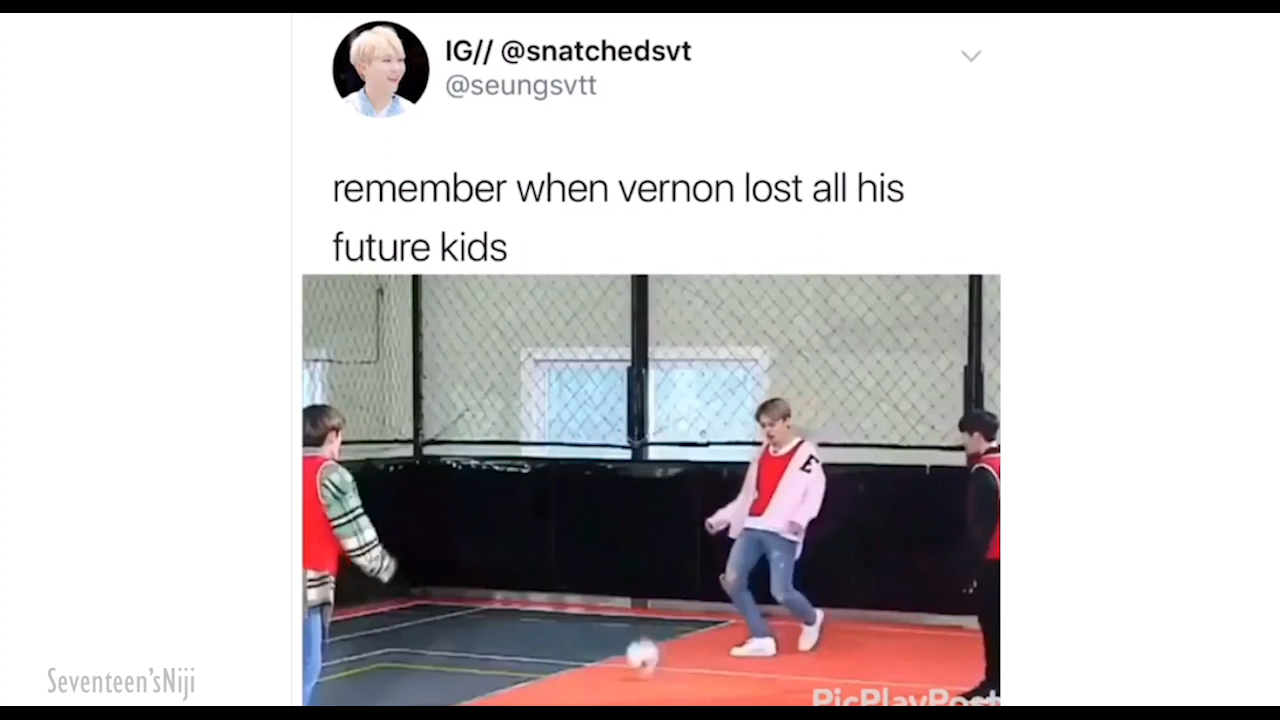 IG// @snatchedsvt
@seungsvtt
remember when vernon lost all his
future kids
E
Seventeen'sNiji
PicPlayPost